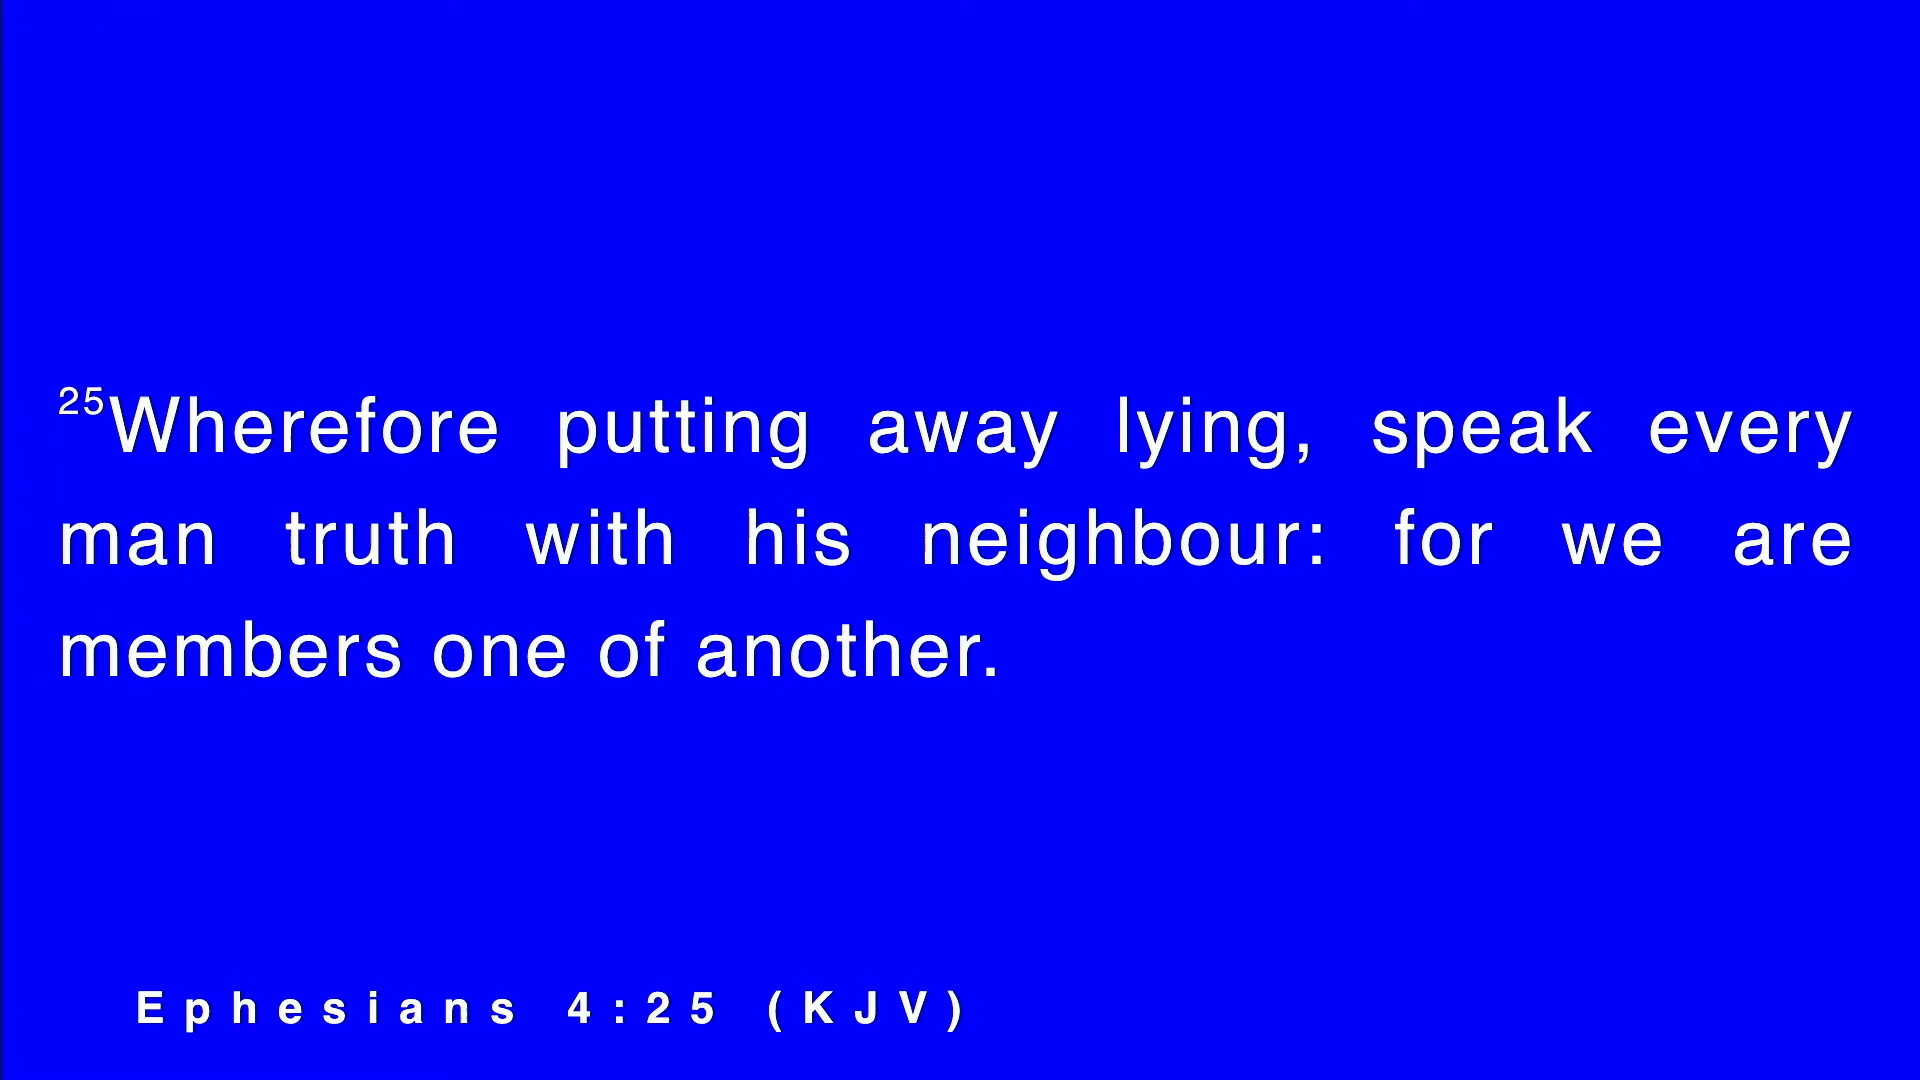 25Wherefore putting away lying, speak every
man truth with his neighbour: for we are
members one of another.
Ephesians 4:25 (KJV)